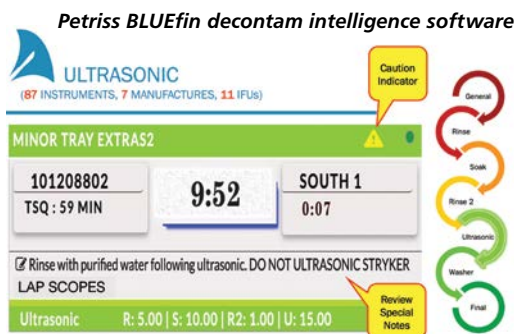 Petriss BLUEfin decontam intelligence software
ULTRASONIC
(87 INSTRUMENTS, 7 MANUFACTURES, 11 IFUs)
Caution
Indicator
MINOR TRAY EXTRAS2
101208802
TSQ : 59 MIN
9:52
SOUTH 1
0:07
Rinse with purified water following ultrasonic. DO NOT ULTRASONIC STRYKER
LAP SCOPES
Ultrasonic R: 5.00 | S: 10.00 | R2: 1.00 | U: 15.00
Review
Special
Notes
General
Rinse
Soak
Rinse 2
Ultrasonic
Washer
Final